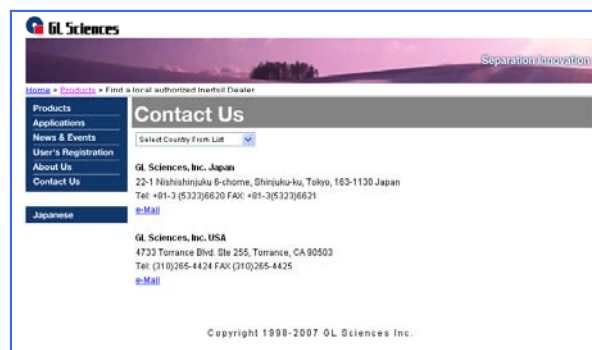 GL Sciences
Separation Innovation
Home » Products » Find a local authorized Inertsil Dealer
Products
Applications
News & Events
User's Registration
About Us
Contact Us
Japanese
Contact Us
Select Country From List
GL Sciences, Inc. Japan
22-1 Nishishinjuku 6-chome, Shinjuku-ku, Tokyo, 163-1130 Japan
Tel: +81-3 (5323)6620 FAX: +81-3(5323)6621
e-Mail
GL Sciences, Inc. USA
4733 Torrance Blvd. Ste 255, Torrance, CA 90503
Tel: (310)265-4424 FAX (310)265-4425
e-Mail
Copyright 1998-2007 GL Sciences Inc.